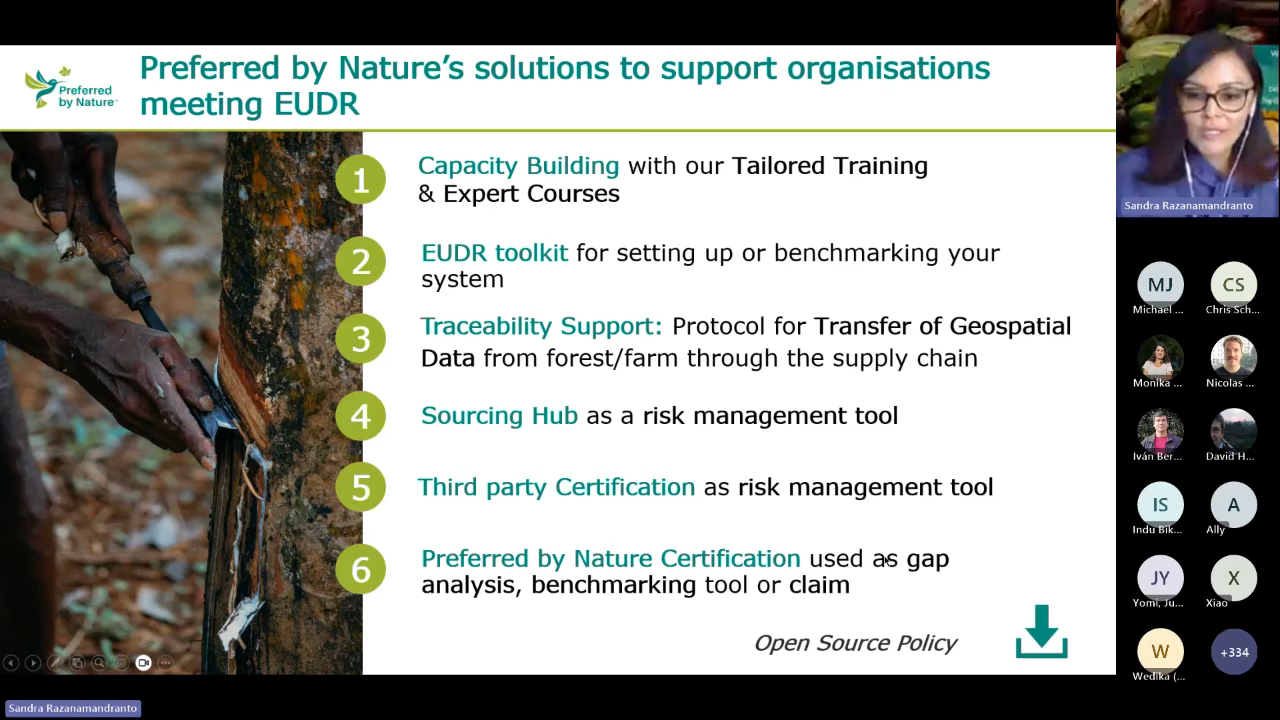 Preferred by Nature's solutions to support organisations
meeting EUDR
Preferred
by Nature™
1
Capacity Building with our Tailored Training
& Expert Courses
2
EUDR toolkit for setting up or benchmarking your
system
3
Traceability Support: Protocol for Transfer of Geospatial
Data from forest/farm through the supply chain
4
Sourcing Hub as a risk management tool
5
Third party Certification as risk management tool
6
Preferred by Nature Certification used as gap
analysis, benchmarking tool or claim
Open Source Policy
Sandra Razanamandranto
MJ
Michael ...
CS
Chris Sch...
Monika ...
Nicolas ...
Iván Ber...
David H...
IS
Indu Bik...
A
Ally
JY
Yomi, Ju...
X
Xiao
W
Wedika (...
+334
Sandra Razanamandranto